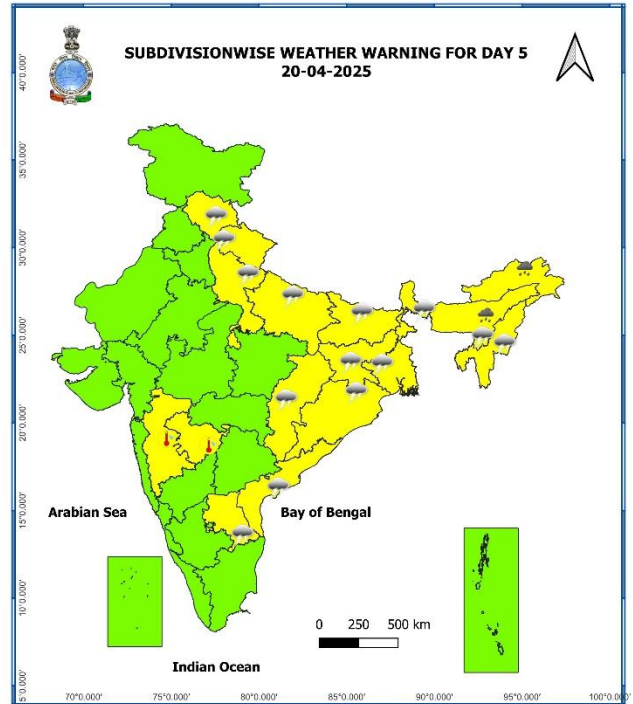 SUBDIVISIONWISE WEATHER WARNING FOR DAY 5
20-04-2025
40°0.000'
35°0.000'
30°0.000'
25°0.000'
20°0.000'
15°0.000'
10°0.000'
5°0.000'
Arabian Sea
Bay of Bengal
0 250 500 km
Indian Ocean
70°0.000' 75°0.000' 80°0.000' 85°0.000' 90°0.000' 95°0.000' 100°0.000'